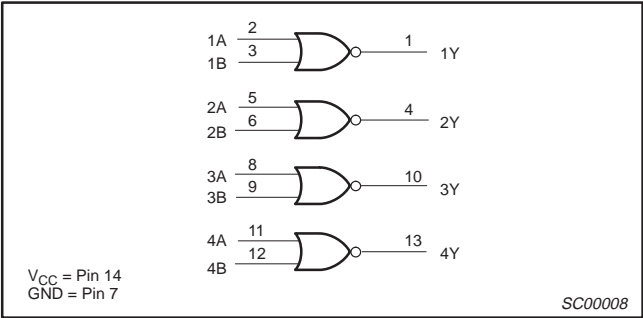 1A 2 1 1Y
1B 3
2A 5 4 2Y
2B 6
3A 8 10 3Y
3B 9
4A 11 13 4Y
4B 12
VCC = Pin 14
GND = Pin 7
SC00008